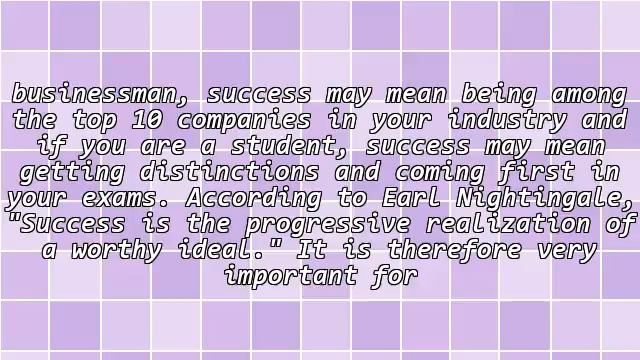 businessman, success may mean being among
the top 10 companies in your industry and
if you are a student, success may mean
getting distinctions and coming first in
your exams. According to Earl Nightingale,
"Success is the progressive realization of
a worthy ideal." It is therefore very
important for